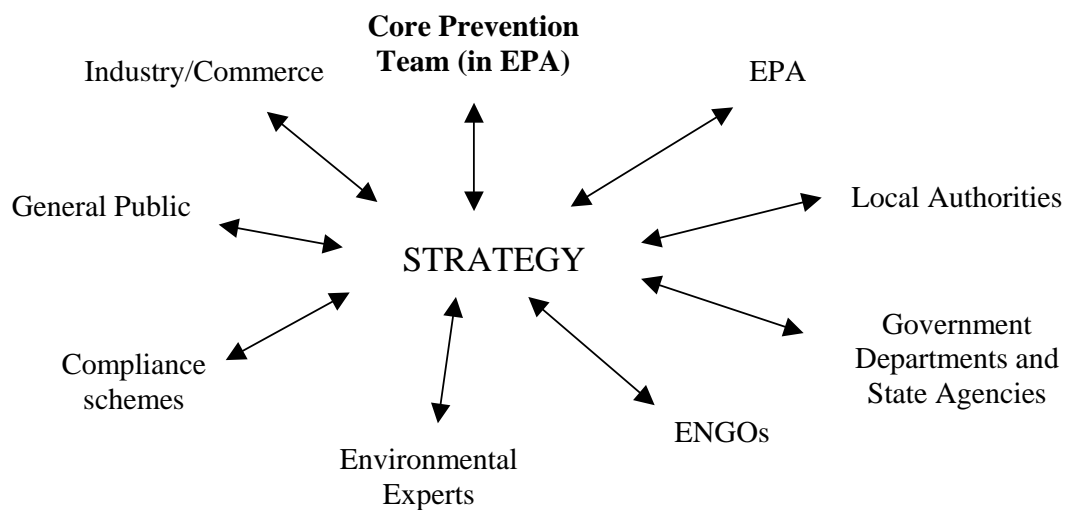 Core Prevention
Team (in EPA)
Industry/Commerce
EPA
General Public
Local Authorities
STRATEGY
Government
Departments and
State Agencies
Compliance
schemes
ENGOs
Environmental
Experts